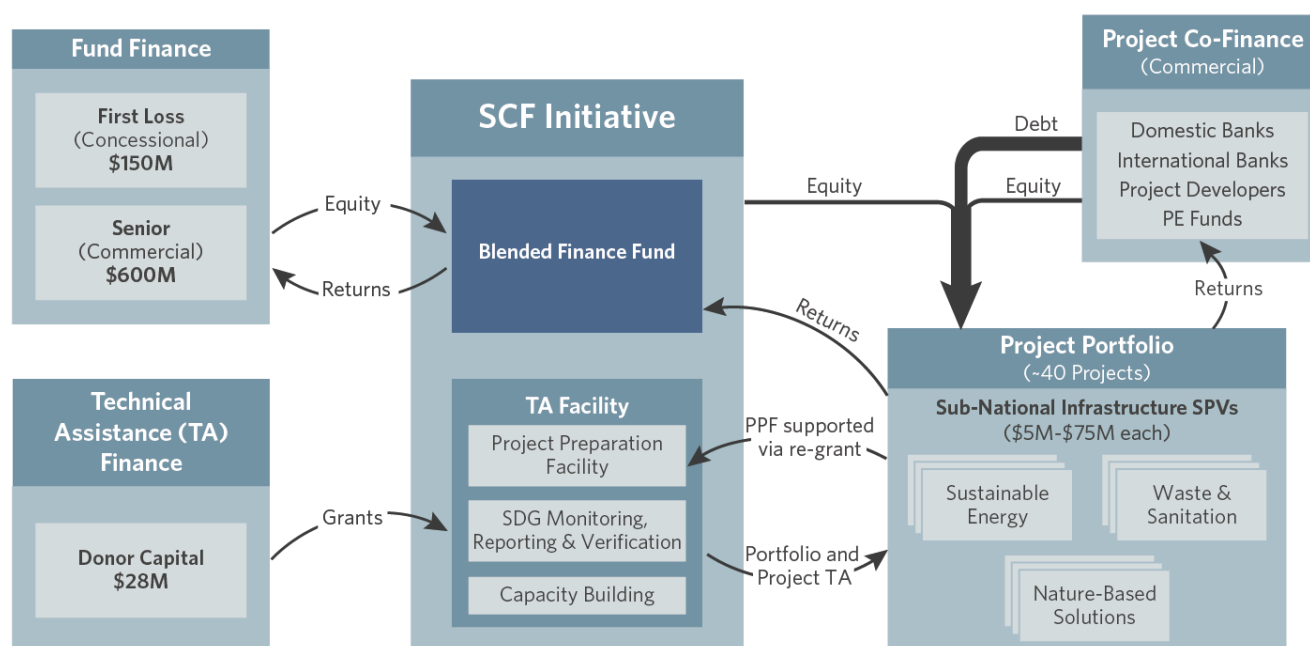 Fund Finance
First Loss
(Concessional)
$150M
Senior
(Commercial)
$600M
Technical
Assistance (TA)
Finance
Donor Capital
$28M
Equity
Returns
Grants
SCF Initiative
Blended Finance Fund
TA Facility
Project Preparation
Facility
SDG Monitoring,
Reporting & Verification
Capacity Building
Equity
Debt
Equity
Returns
PPF supported
via re-grant
Portfolio and
Project TA
Project Co-Finance
(Commercial)
Domestic Banks
International Banks
Project Developers
PE Funds
Returns
Project Portfolio
(~40 Projects)
Sub-National Infrastructure SPVs
($5M-$75M each)
Sustainable
Energy
Waste &
Sanitation
Nature-Based
Solutions